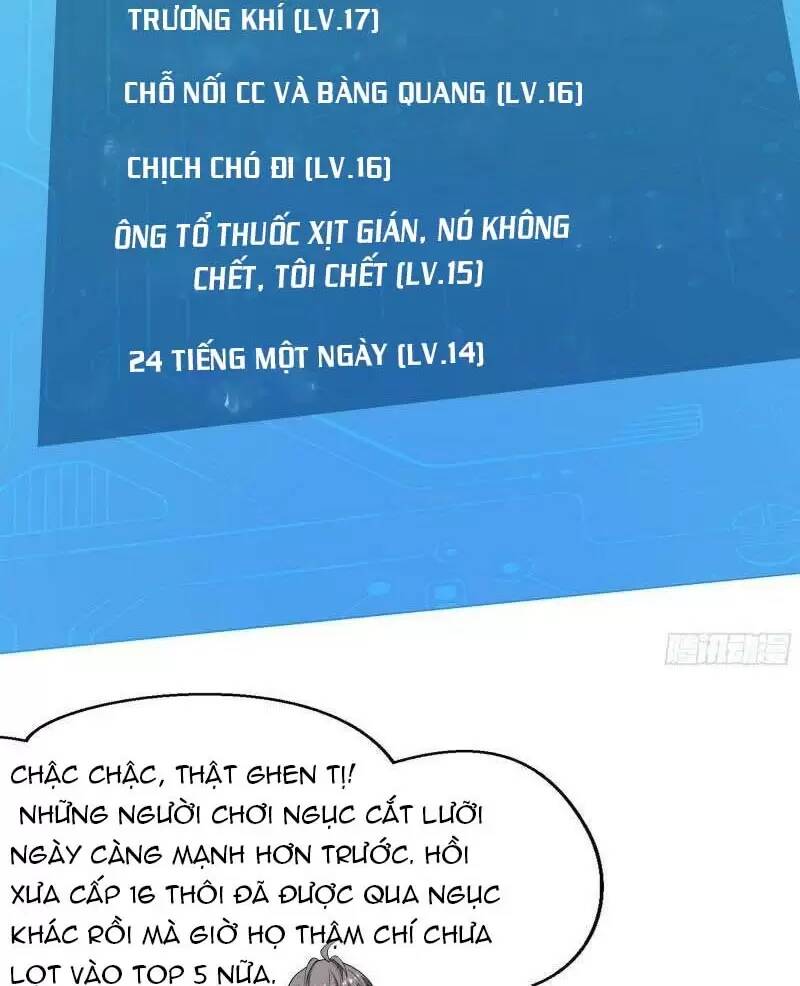 TRƯƠNG KHÍ (LV.17)
CHỖ NỐI CC VÀ BÀNG QUANG (LV.16)
CHỊCH CHÓ ĐI (LV.16)
ÔNG TỔ THUỐC XỊT GIÁN, NÓ KHÔNG
CHẾT, TÔI CHẾT (LV.15)
24 TIẾNG MỘT NGÀY (LV.14)
腾讯动漫
CHẬC CHẬC, THẬT GHEN TỊ!
NHỮNG NGƯỜI CHƠI NGỤC CẮT LƯỠI
NGÀY CÀNG MẠNH HƠN TRƯỚC. HỒI
XƯA CẤP 16 THÔI ĐÃ ĐƯỢC QUA NGỤC
KHÁC RỒI MÀ GIỜ HỌ THẬM CHÍ CHƯA
LỌT VÀO TOP 5 NỮA.